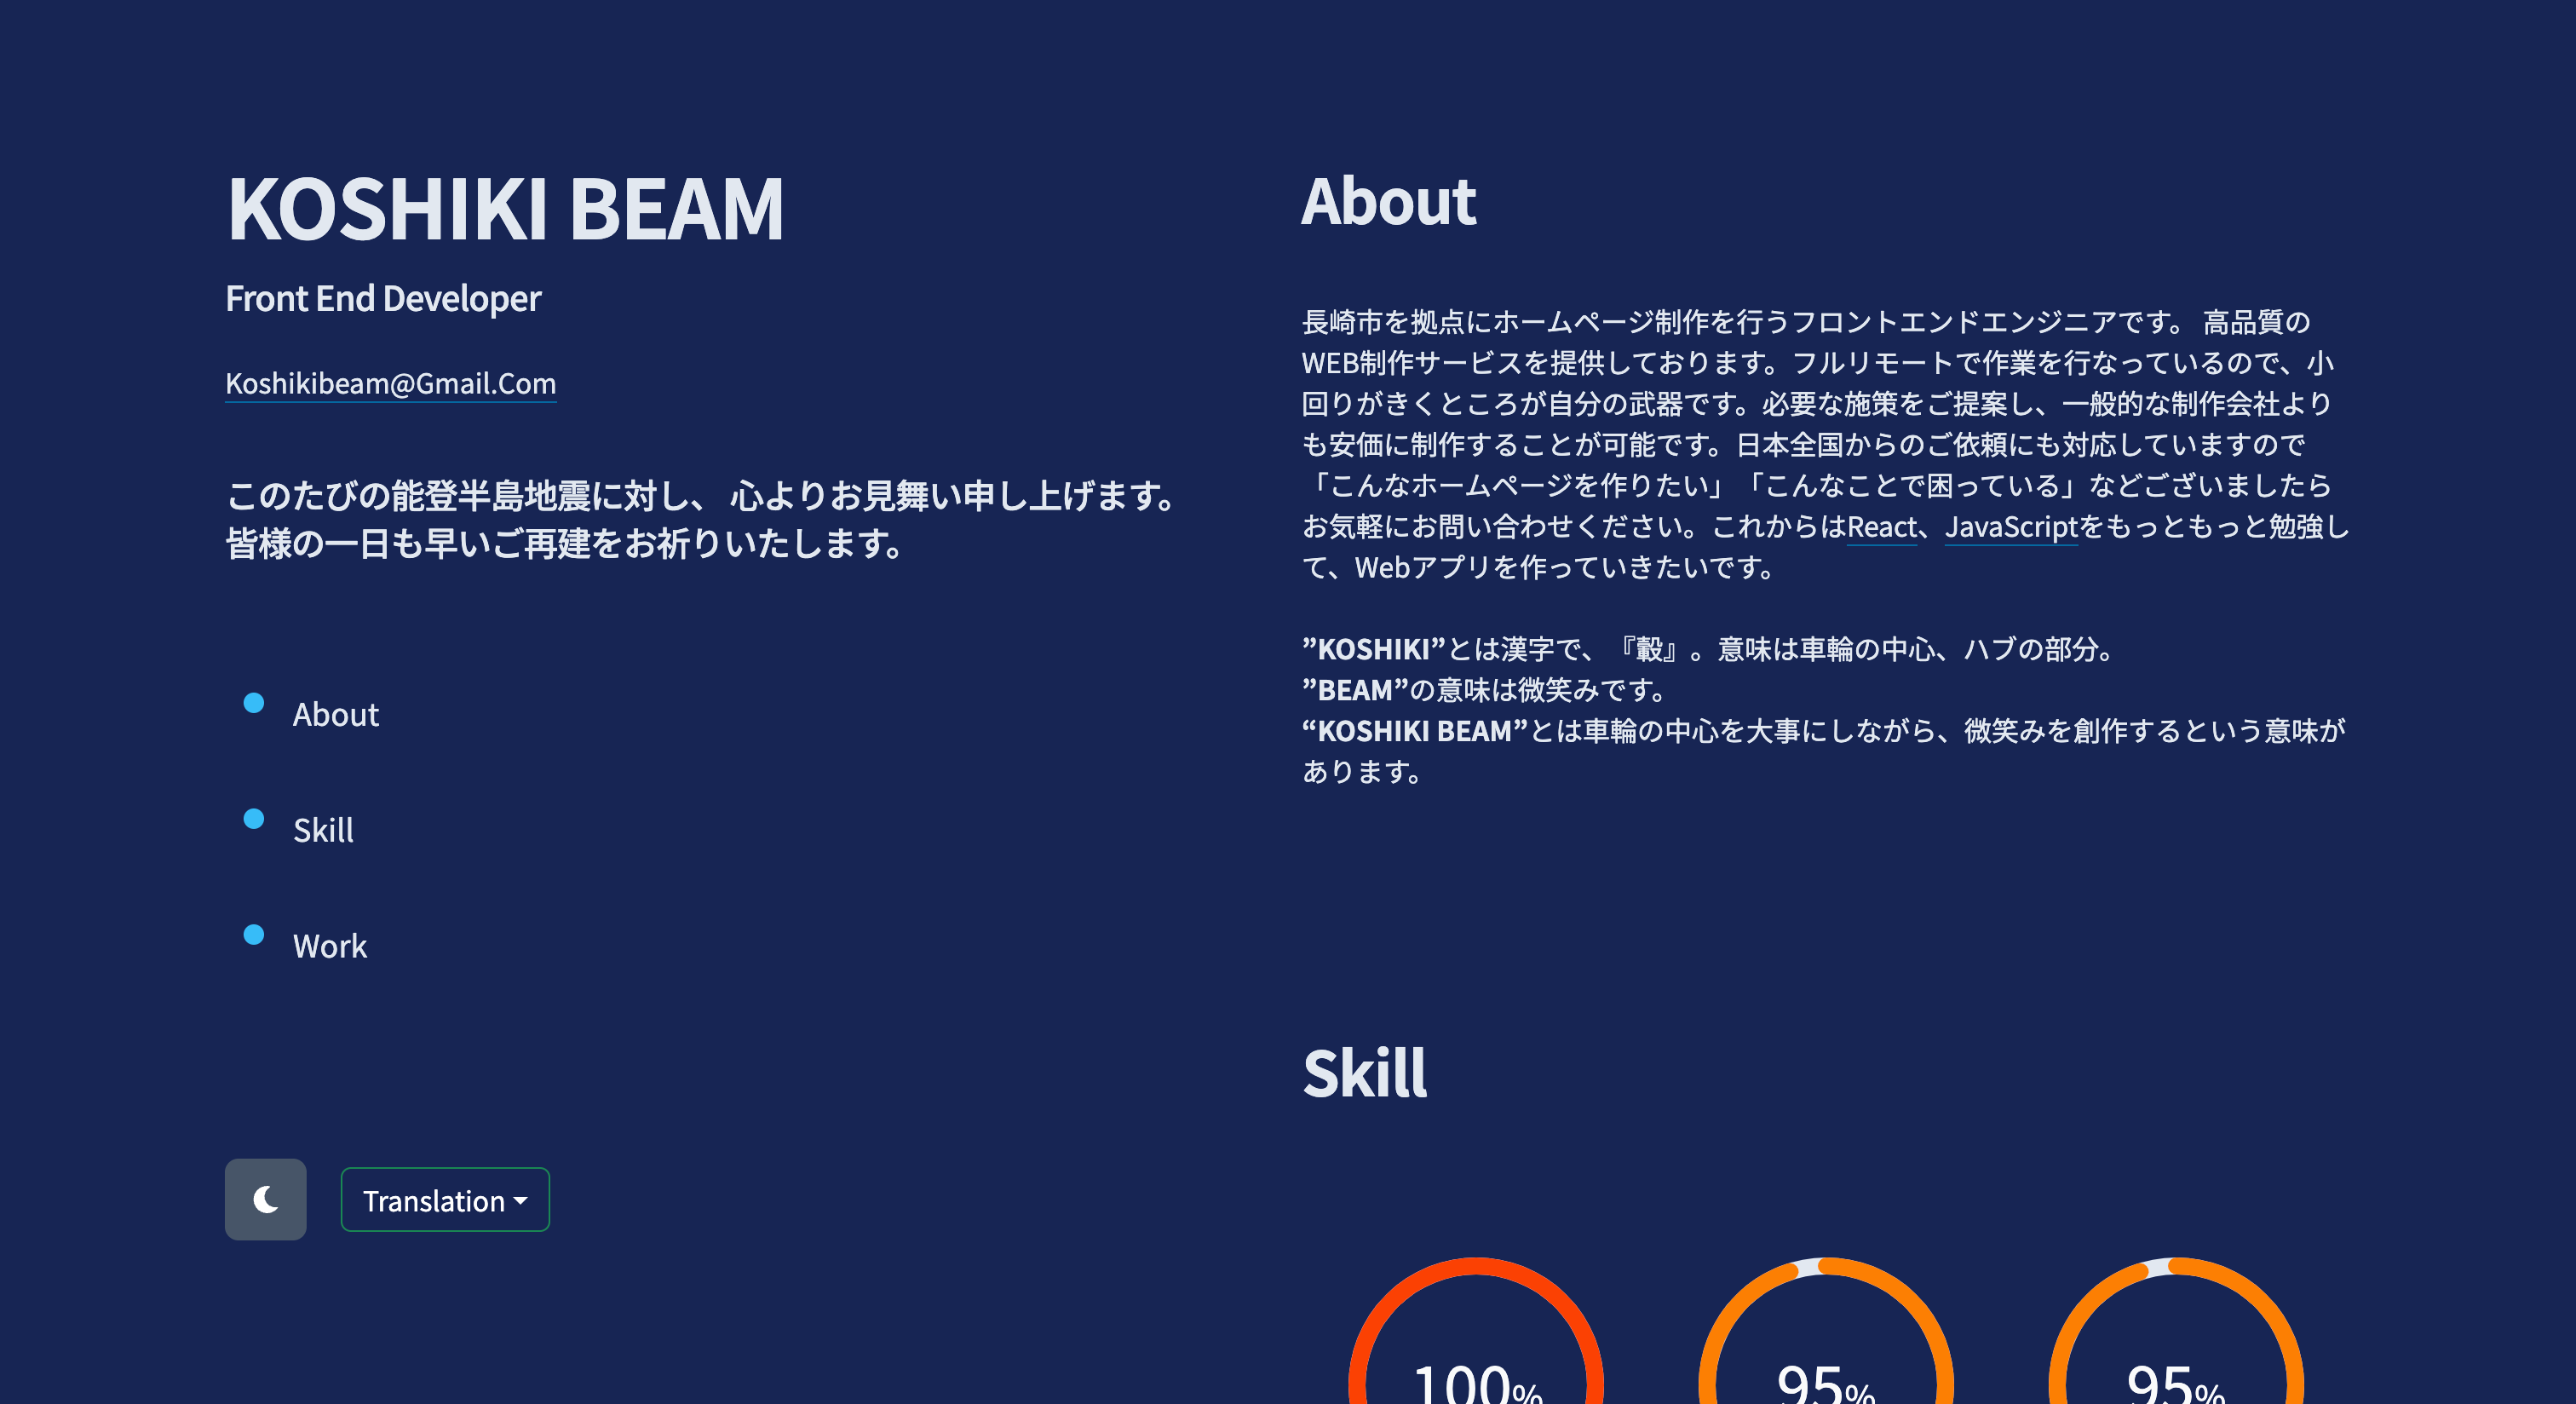 KOSHIKI BEAM
Front End Developer
Koshikibeam@Gmail.Com
このたびの能登半島地震に対し、 心よりお見舞い申し上げます。
皆様の一日も早いご再建をお祈りいたします。
About
Skill
Work
Translation
About
長崎市を拠点にホームページ制作を行うフロントエンドエンジニアです。 高品質の
WEB制作サービスを提供しております。フルリモートで作業を行なっているので、小
回りがきくところが自分の武器です。必要な施策をご提案し、一般的な制作会社より
も安価に制作することが可能です。日本全国からのご依頼にも対応していますので
「こんなホームページを作りたい」「こんなことで困っている」などございましたら
お気軽にお問い合わせください。これからはReact、JavaScriptをもっともっと勉強し
て、Webアプリを作っていきたいです。
”KOSHIKI”とは漢字で、『轂』。意味は車輪の中心、ハブの部分。
”BEAM”の意味は微笑みです。
“KOSHIKI BEAM”とは車輪の中心を大事にしながら、微笑みを創作するという意味が
あります。
Skill
100%
95%
95%